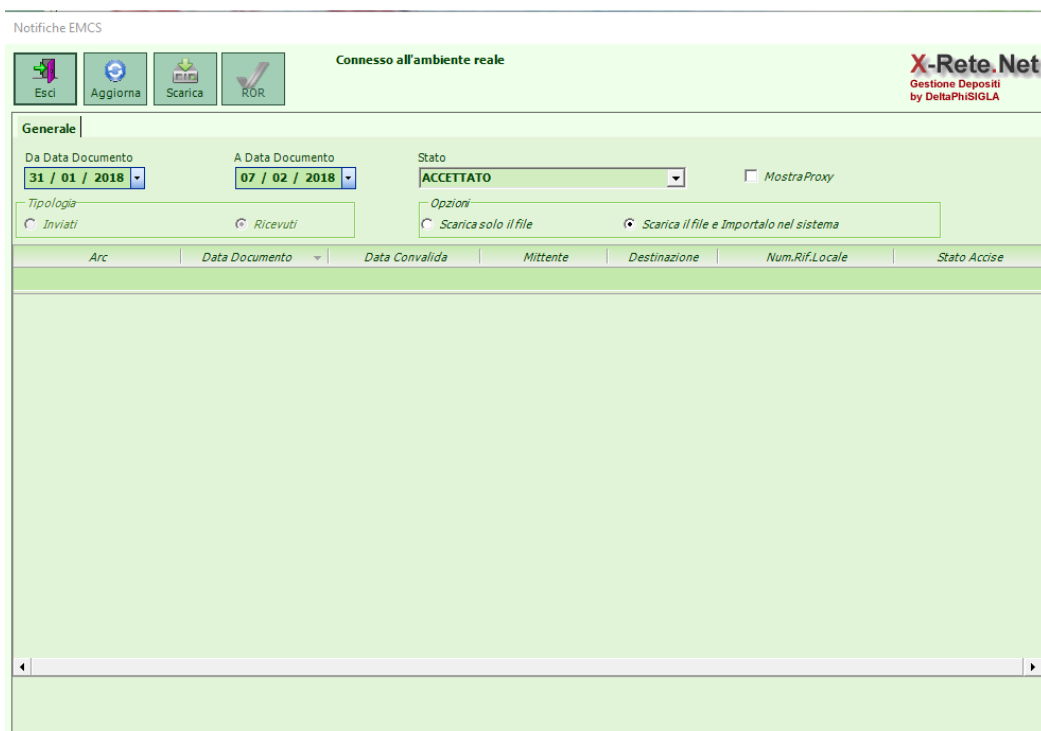 Notifiche EMCS
Esci Aggiorna Scarica ROR
Connesso all'ambiente reale
X-Rete.Net
Gestione Depositi
by DeltaPhiSIGLA
Generale
Da Data Documento A Data Documento Stato
31 / 01 / 2018 07 / 02 / 2018 ACCETTATO MostraProxy
Tipologia Opzioni
Inviati Ricevuti Scarica solo il file Scarica il file e Importalo nel sistema
Arc Data Documento Data Convalida Mittente Destinazione Num.Rif.Locale Stato Accise